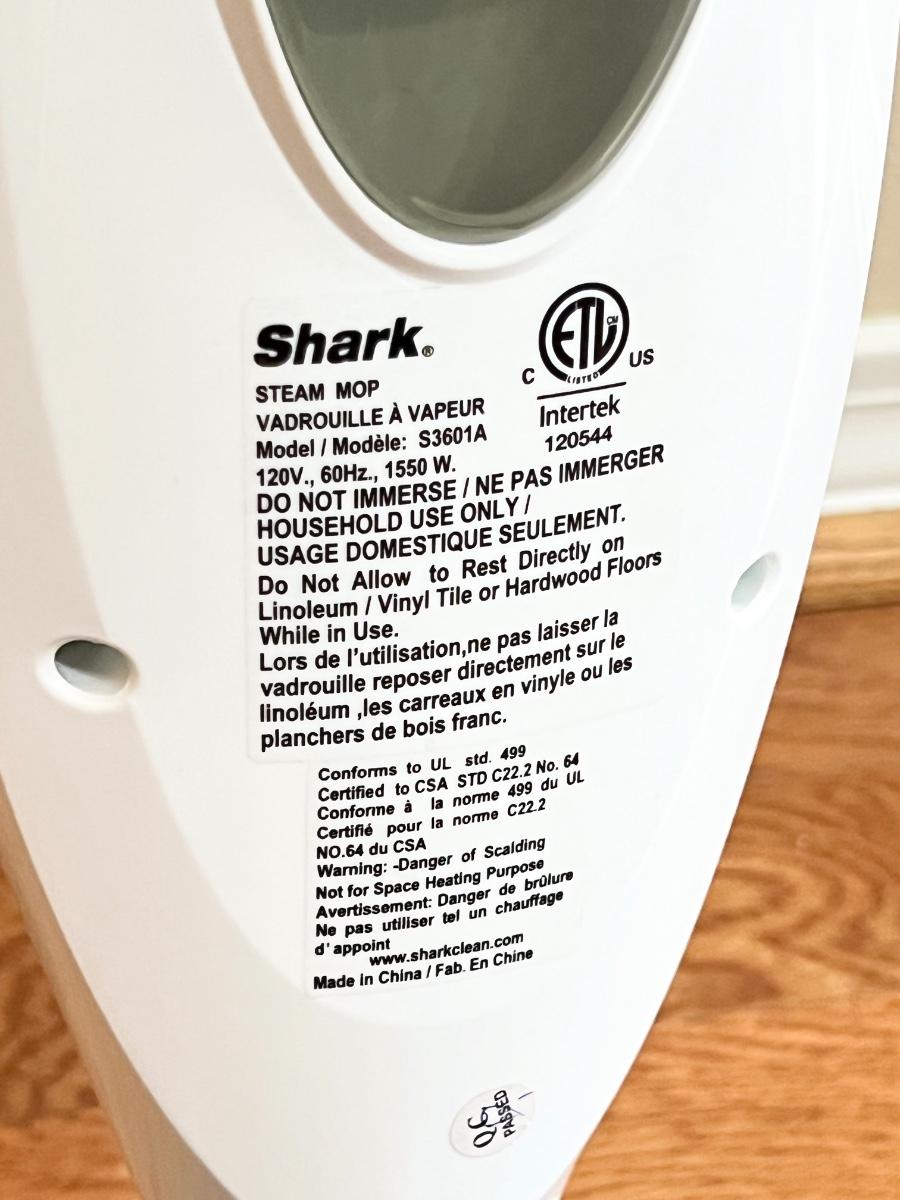 Shark®
STEAM MOP
VADROUILLE À VAPEUR
Model / Modèle: S3601A
120V., 60Hz., 1550 W.
ETL CM
LISTED
C US
Intertek
120544
DO NOT IMMERSE / NE PAS IMMERGER
HOUSEHOLD USE ONLY /
USAGE DOMESTIQUE SEULEMENT.
Do Not Allow to Rest Directly on
Linoleum / Vinyl Tile or Hardwood Floors
While in Use.
Lors de l'utilisation,ne pas laisser la
vadrouille reposer directement sur le
linoléum ,les carreaux en vinyle ou les
planchers de bois franc.
Conforms to UL std. 499
Certified to CSA STD C22.2 No. 64
Conforme à la norme 499 du UL
Certifié pour la norme C22.2
NO.64 du CSA
Warning: -Danger of Scalding
Not for Space Heating Purpose
Avertissement: Danger de brûlure
Ne pas utiliser tel un chauffage
d'appoint
www.sharkclean.com
Made in China / Fab. En Chine
PASSED